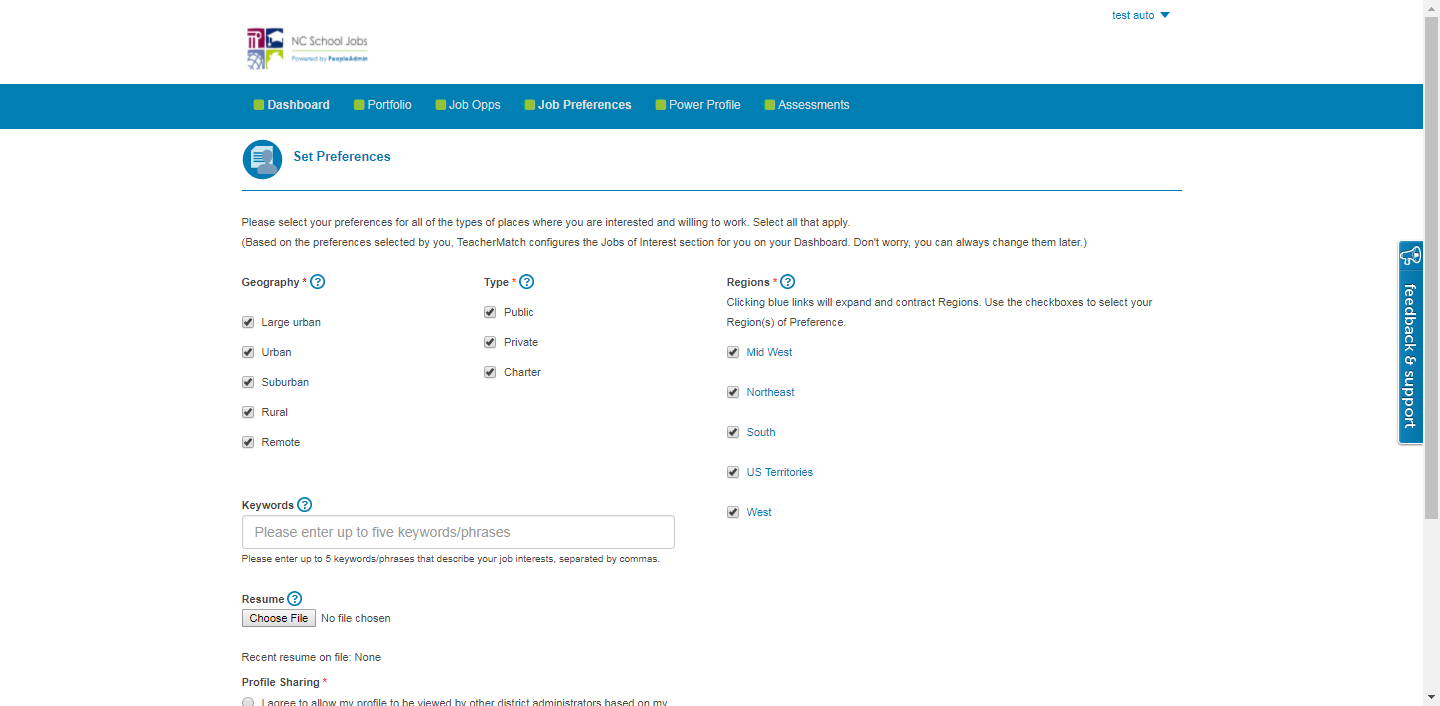 test auto
NC School Jobs
Powered by PeopleAdmin
Dashboard Portfolio Job Opps Job Preferences Power Profile Assessments
Set Preferences
Please select your preferences for all of the types of places where you are interested and willing to work. Select all that apply.
(Based on the preferences selected by you, TeacherMatch configures the Jobs of Interest section for you on your Dashboard. Don't worry, you can always change them later.)
Geography * ?
Large urban
Urban
Suburban
Rural
Remote
Type * ?
Public
Private
Charter
Regions * ?
Clicking blue links will expand and contract Regions. Use the checkboxes to select your
Region(s) of Preference.
Mid West
Northeast
South
US Territories
West
Keywords ?
Please enter up to five keywords/phrases
Please enter up to 5 keywords/phrases that describe your job interests, separated by commas.
Resume ?
Choose File No file chosen
Recent resume on file: None
Profile Sharing *
I agree to allow my profile to be viewed by other district administrators based on my
feedback & support